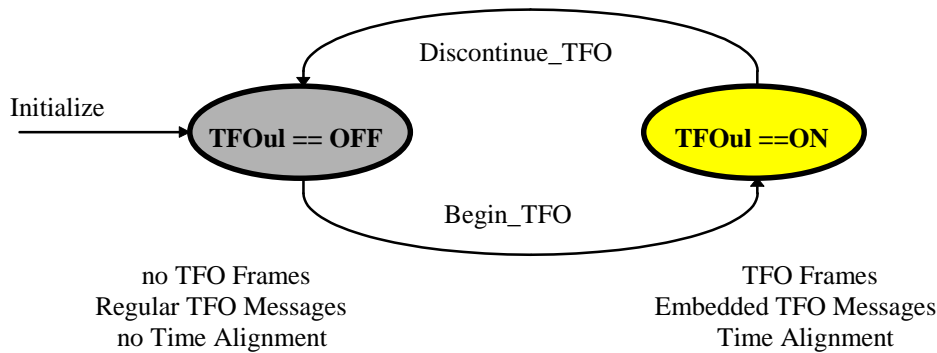 Discontinue_TFO
Initialize
TFOul == OFF
TFOul ==ON
Begin_TFO
no TFO Frames
Regular TFO Messages
no Time Alignment
TFO Frames
Embedded TFO Messages
Time Alignment